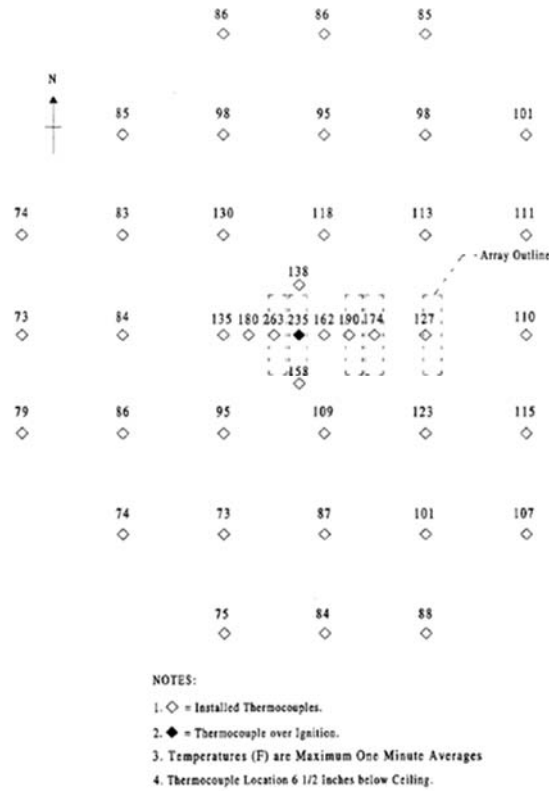 86 86 85
N
85 98 95 98 101
74 83 130 118 113 111
Array Outline
138
73 84 135 180 263 235 162 190 174 127 110
158
79 86 95 109 123 115
74 73 87 101 107
75 84 88
NOTES:
1. ◇ = Installed Thermocouples.
2. ◆ = Thermocouple over Ignition.
3. Temperatures (F) are Maximum One Minute Averages
4. Thermocouple Location 6 1/2 Inches below Ceiling.